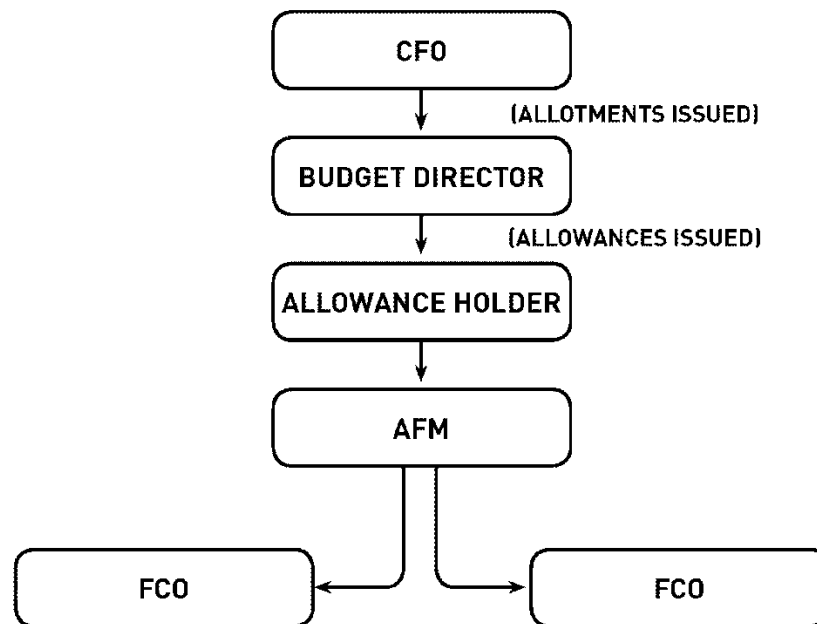 CFO
(ALLOTMENTS ISSUED)
BUDGET DIRECTOR
(ALLOWANCES ISSUED)
ALLOWANCE HOLDER
AFM
FCO
FCO